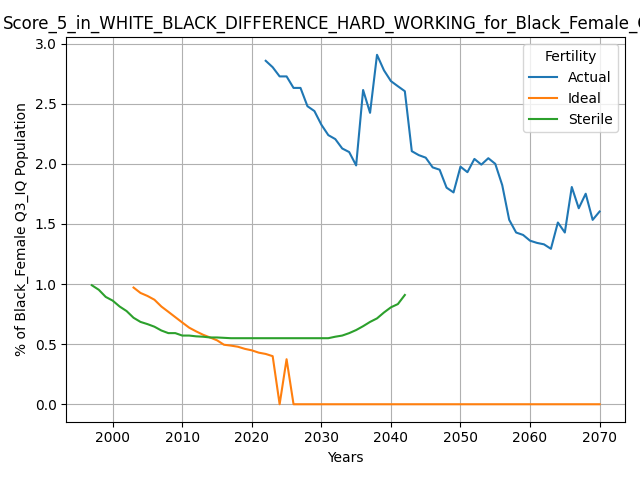 Score_5_in_WHITE_BLACK_DIFFERENCE_HARD_WORKING_for_Black_Female_
Fertility
Actual
Ideal
Sterile
% of Black_Female Q3_IQ Population
3.0
2.5
2.0
1.5
1.0
0.5
0.0
2000 2010 2020 2030 2040 2050 2060 2070
Years